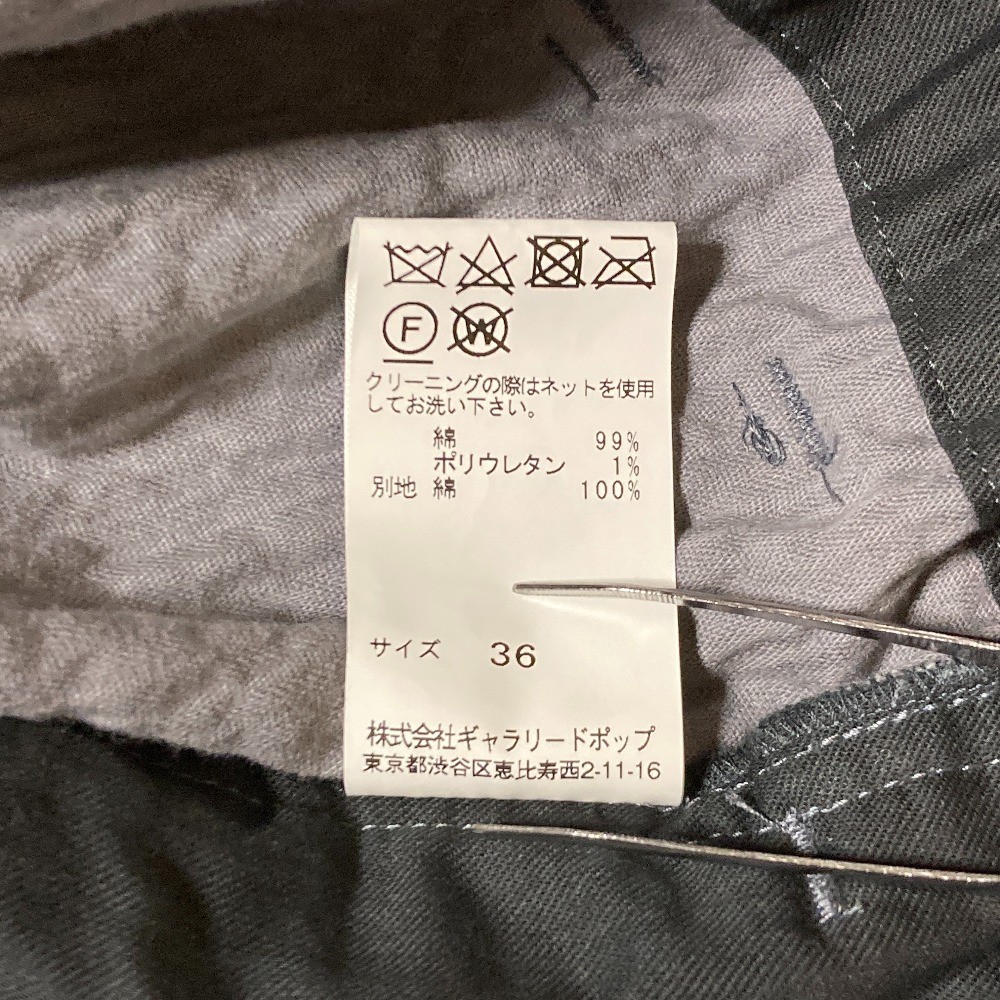 F W
クリーニングの際はネットを使用
してお洗い下さい。
綿 99%
ポリウレタン 1%
別地 綿 100%
サイズ 36
株式会社ギャラリードポップ
東京都渋谷区恵比寿西2-11-16